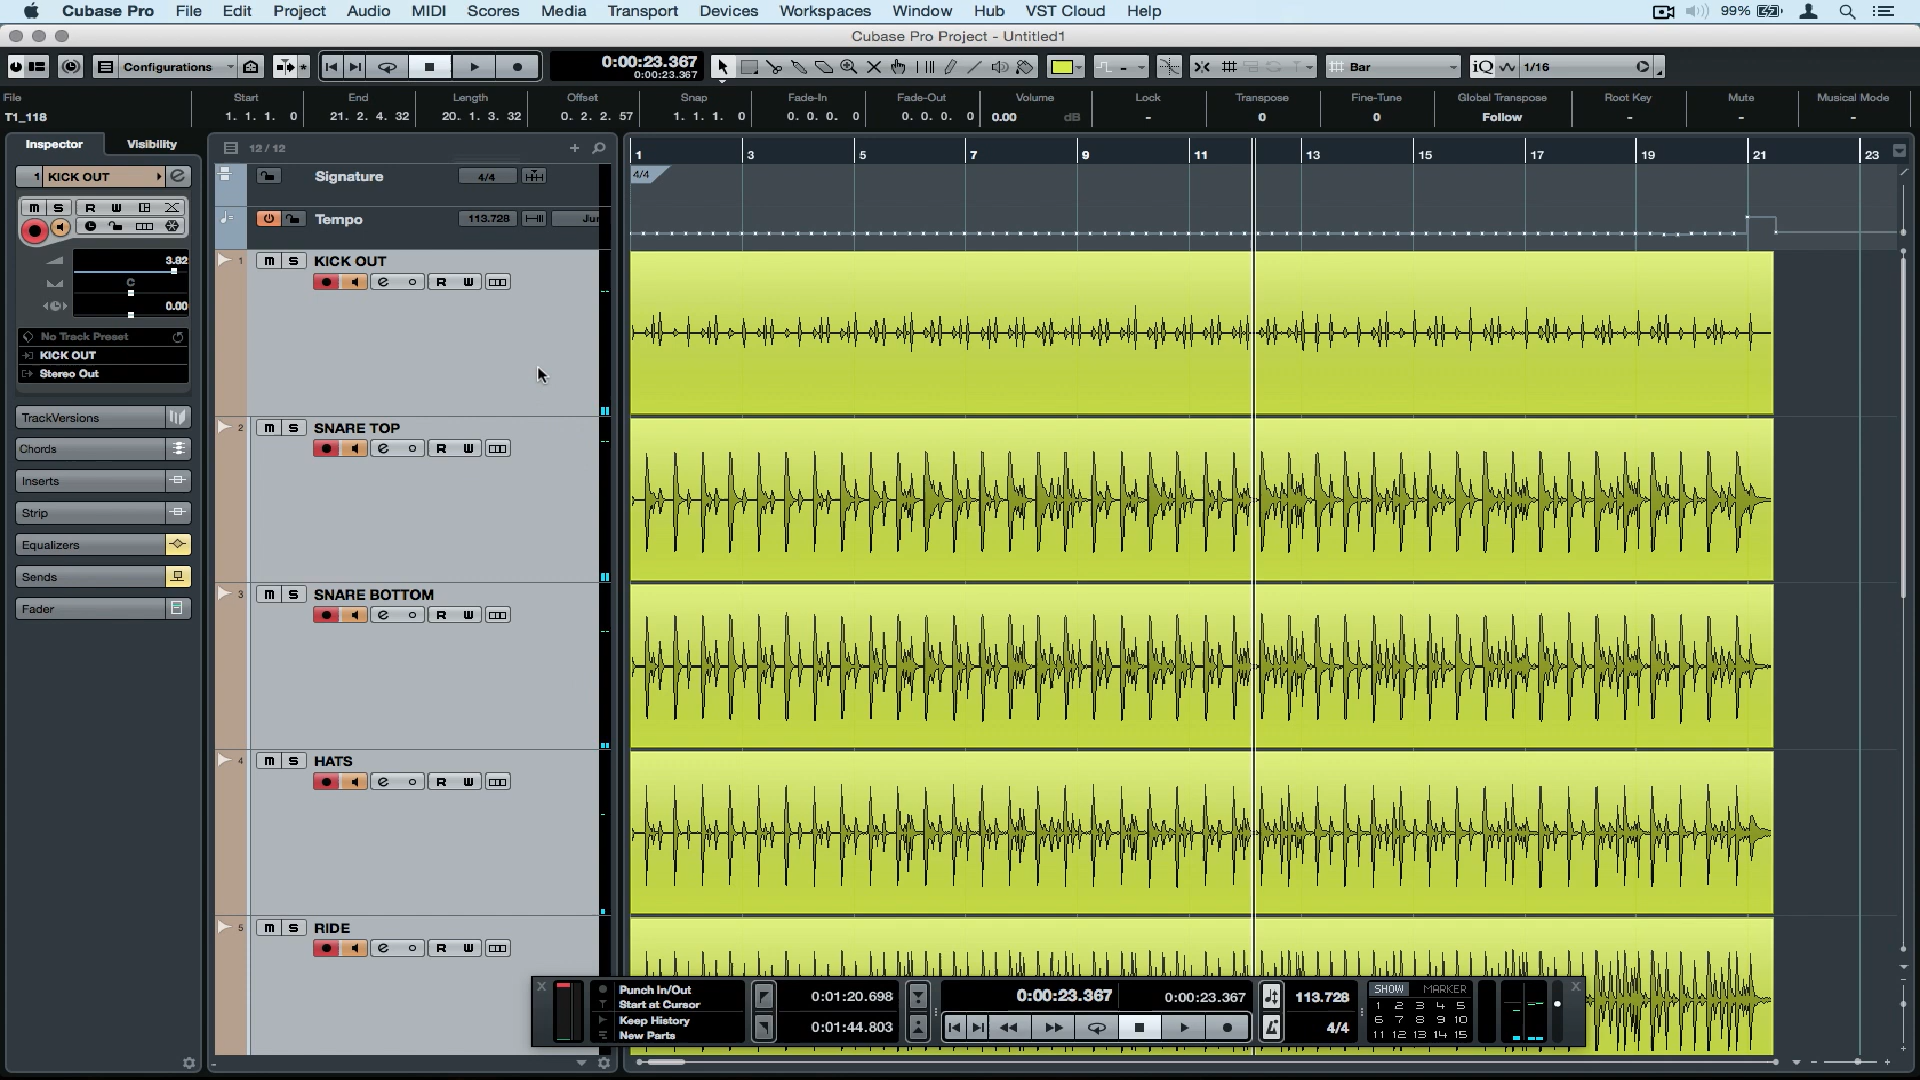 Cubase Pro File Edit Project Audio MIDI Scores Media Transport Devices Workspaces Window Hub VST Cloud Help 99%
Cubase Pro Project - Untitled1
Configurations 0:00:23.367 Bar iQ 1/16
0:00:23.367
File Start End Length Offset Snap Fade-In Fade-Out Volume Lock Transpose Fine-Tune Global Transpose Root Key Mute Musical Mode
T1_118 1. 1. 1. 0 21. 2. 4. 32 20. 1. 3. 32 0. 2. 2. 57 1. 1. 1. 0 0. 0. 0. 0 0. 0. 0. 0 0.00 dB - 0 0 Follow - - -
Inspector Visibility 12 / 12 1 3 5 7 9 11 13 15 17 19 21 23
1 KICK OUT e Signature 4/4 4/4
m S R W
Tempo 113.728 Jur
3.82
C
0.00
No Track Preset
KICK OUT
Stereo Out
TrackVersions
Chords
Inserts
Strip
Equalizers
Sends
Fader
1 m S KICK OUT
e R W
2 m S SNARE TOP
e R W
3 m S SNARE BOTTOM
e R W
4 m S HATS
e R W
5 m S RIDE
e R W
Punch In/Out
Start at Cursor
Keep History
New Parts
0:01:20.698
0:01:44.803
0:00:23.367 0:00:23.367
113.728
4/4
SHOW MARKER
1 2 3 4 5
6 7 8 9 10
11 12 13 14 15